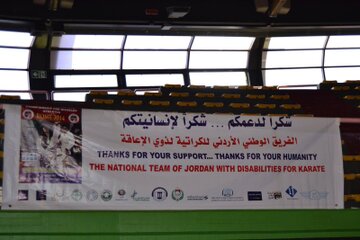 شكراً لدعمكم ... شكراً لإنسانيتكم
الفريق الوطني الأردني للكراتية لذوي الإعاقة
THANKS FOR YOUR SUPPORT... THANKS FOR YOUR HUMANITY
THE NATIONAL TEAM OF JORDAN WITH DISABILITIES FOR KARATE